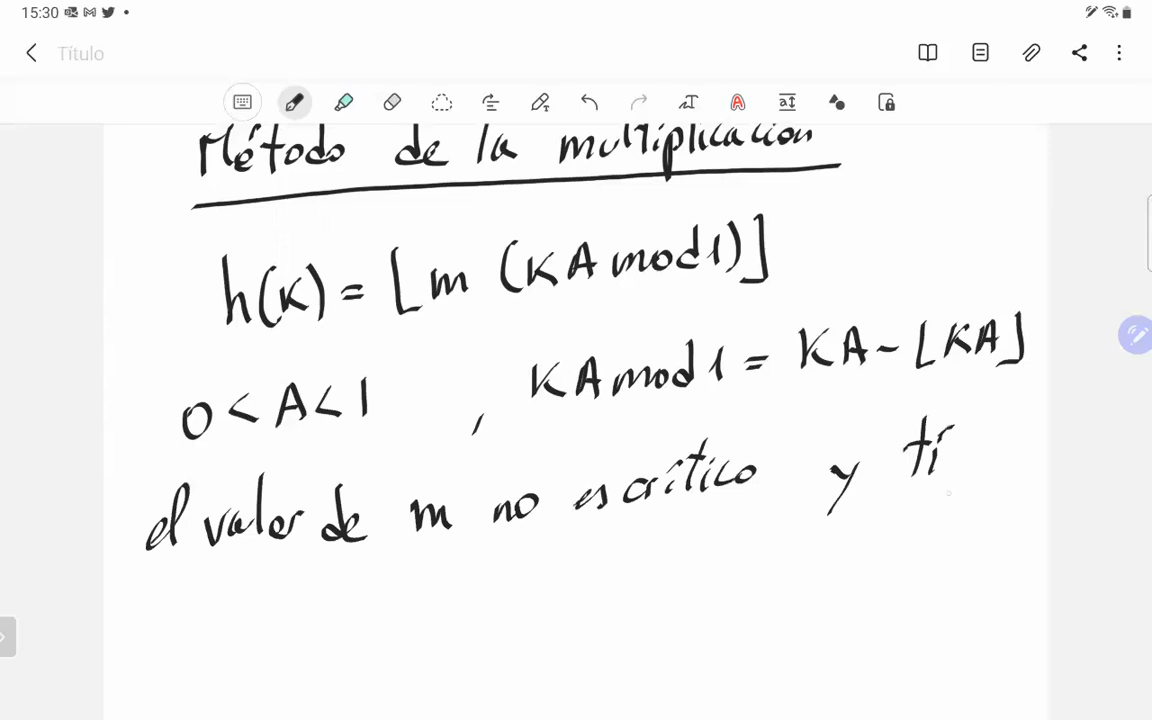 15:30
Título
Método de la multiplicación
h(K) = ⌊m (KA mod 1)⌋
0 < A < 1 , KA mod 1 = KA - ⌊KA⌋
el valor de m no es crítico y ti